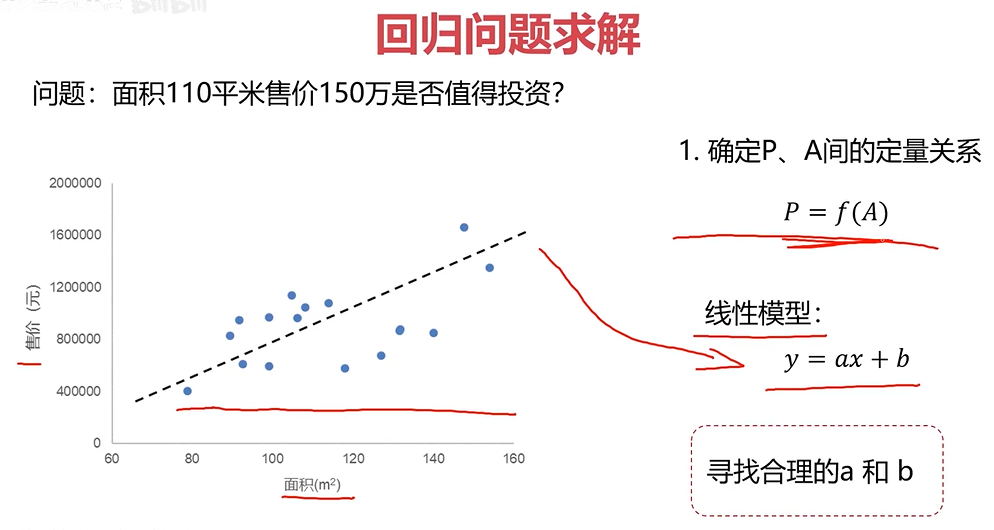 回归问题求解
问题：面积110平米售价150万是否值得投资？
1. 确定P、A间的定量关系
P = f(A)
线性模型：
y = ax + b
寻找合理的a 和 b
售价（元）
2000000
1600000
1200000
800000
400000
0
60 80 100 120 140 160
面积(m²)